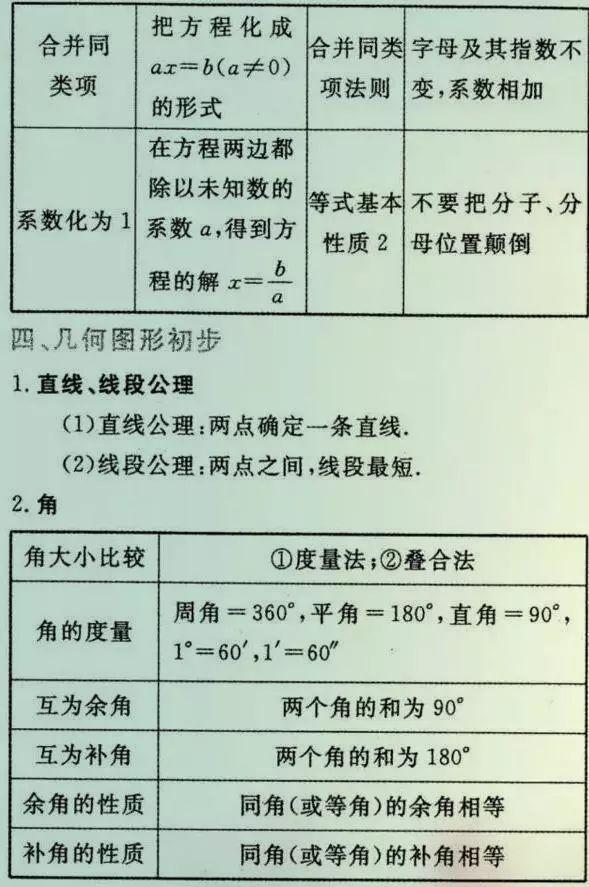 合并同
类项
把方程化成
ax=b(a≠0)
的形式
合并同类
项法则
字母及其指数不
变,系数相加
系数化为1
在方程两边都
除以未知数的
系数a,得到方
程的解 x=b/a
等式基本
性质2
不要把分子、分
母位置颠倒
四、几何图形初步
1. 直线、线段公理
(1)直线公理:两点确定一条直线.
(2)线段公理:两点之间,线段最短.
2. 角
角大小比较
①度量法;②叠合法
角的度量
周角=360°,平角=180°,直角=90°,
1°=60′,1′=60″
互为余角
两个角的和为90°
互为补角
两个角的和为180°
余角的性质
同角(或等角)的余角相等
补角的性质
同角(或等角)的补角相等